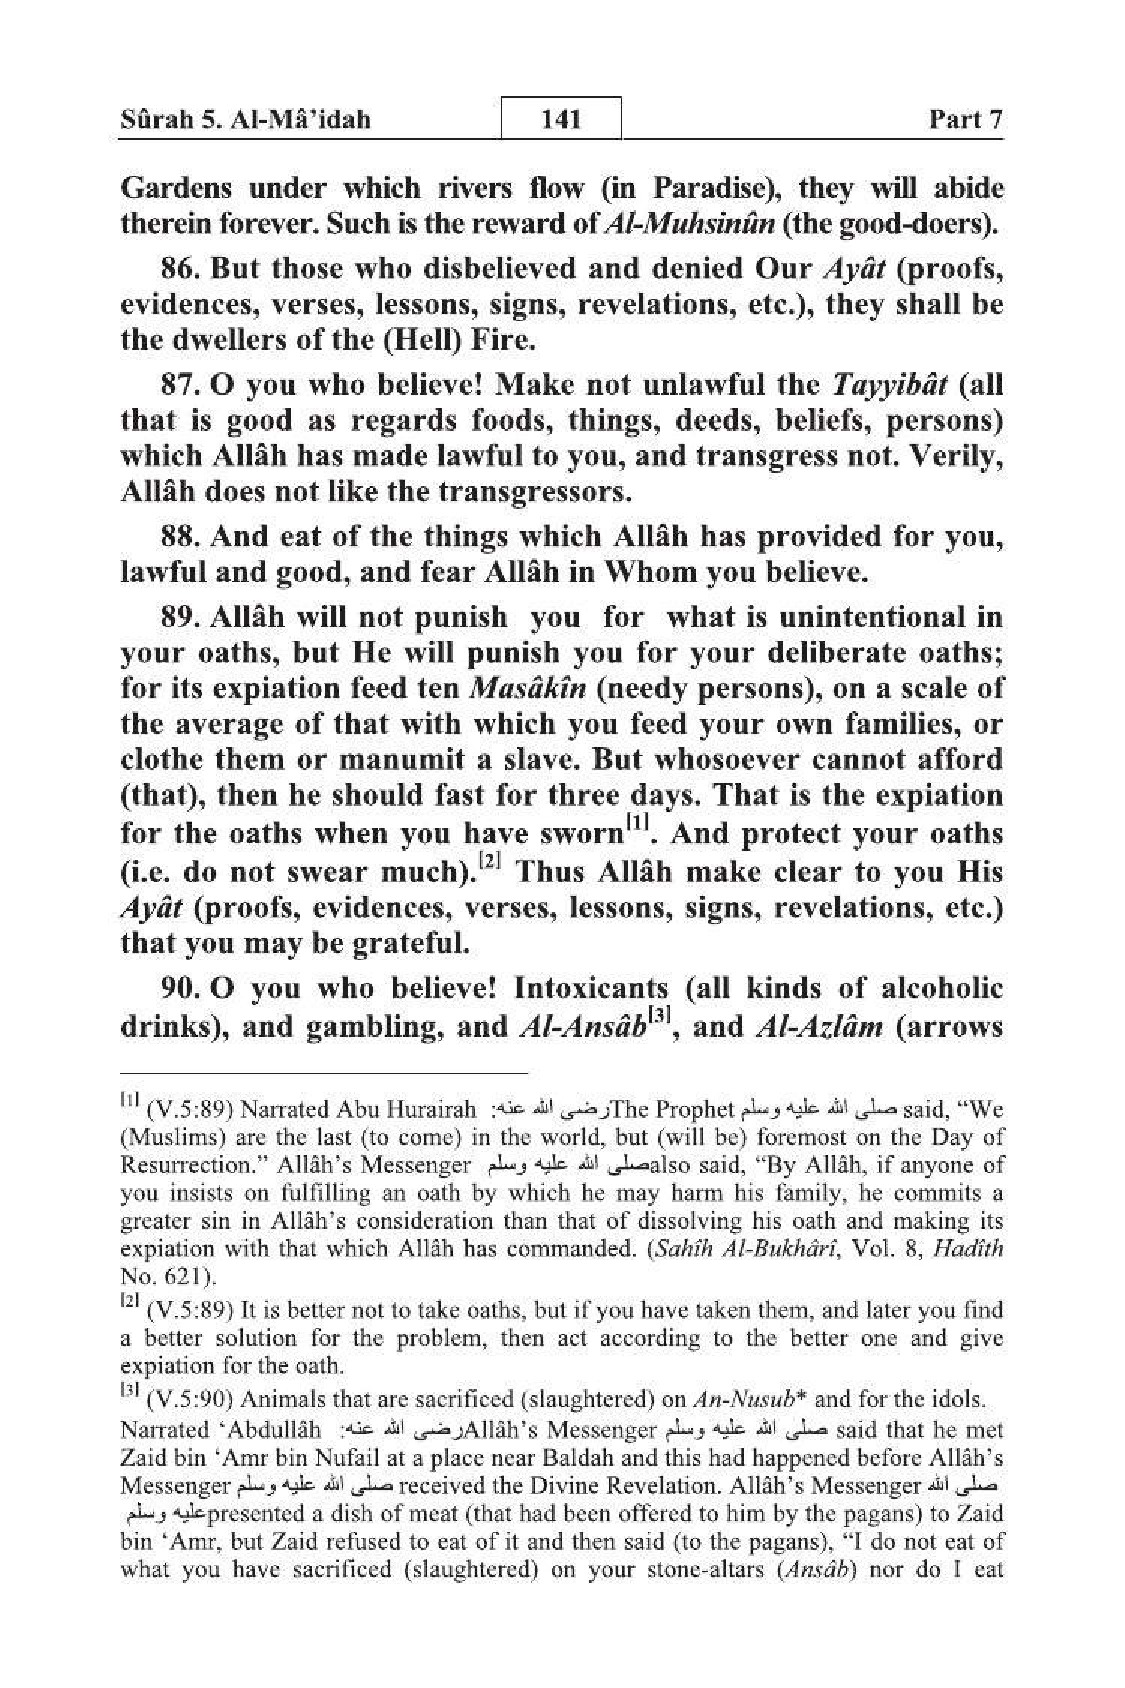 Sûrah 5. Al-Mâ’idah 141 Part 7
Gardens under which rivers flow (in Paradise), they will abide
therein forever. Such is the reward of Al-Muhsinûn (the good-doers).
86. But those who disbelieved and denied Our Ayât (proofs,
evidences, verses, lessons, signs, revelations, etc.), they shall be
the dwellers of the (Hell) Fire.
87. O you who believe! Make not unlawful the Tayyibât (all
that is good as regards foods, things, deeds, beliefs, persons)
which Allâh has made lawful to you, and transgress not. Verily,
Allâh does not like the transgressors.
88. And eat of the things which Allâh has provided for you,
lawful and good, and fear Allâh in Whom you believe.
89. Allâh will not punish you for what is unintentional in
your oaths, but He will punish you for your deliberate oaths;
for its expiation feed ten Masâkîn (needy persons), on a scale of
the average of that with which you feed your own families, or
clothe them or manumit a slave. But whosoever cannot afford
(that), then he should fast for three days. That is the expiation
for the oaths when you have sworn[1]. And protect your oaths
(i.e. do not swear much).[2] Thus Allâh make clear to you His
Ayât (proofs, evidences, verses, lessons, signs, revelations, etc.)
that you may be grateful.
90. O you who believe! Intoxicants (all kinds of alcoholic
drinks), and gambling, and Al-Ansâb[3], and Al-Azlâm (arrows
[1] (V.5:89) Narrated Abu Hurairah رضى الله عنه: The Prophet صلى الله عليه وسلم said, “We
(Muslims) are the last (to come) in the world, but (will be) foremost on the Day of
Resurrection.” Allâh’s Messenger صلى الله عليه وسلم also said, “By Allâh, if anyone of
you insists on fulfilling an oath by which he may harm his family, he commits a
greater sin in Allâh’s consideration than that of dissolving his oath and making its
expiation with that which Allâh has commanded. (Sahîh Al-Bukhârî, Vol. 8, Hadîth
No. 621).
[2] (V.5:89) It is better not to take oaths, but if you have taken them, and later you find
a better solution for the problem, then act according to the better one and give
expiation for the oath.
[3] (V.5:90) Animals that are sacrificed (slaughtered) on An-Nusub* and for the idols.
Narrated ‘Abdullâh رضى الله عنه: Allâh’s Messenger صلى الله عليه وسلم said that he met
Zaid bin ‘Amr bin Nufail at a place near Baldah and this had happened before Allâh’s
Messenger صلى الله عليه وسلم received the Divine Revelation. Allâh’s Messenger صلى الله
عليه وسلم presented a dish of meat (that had been offered to him by the pagans) to Zaid
bin ‘Amr, but Zaid refused to eat of it and then said (to the pagans), “I do not eat of
what you have sacrificed (slaughtered) on your stone-altars (Ansâb) nor do I eat